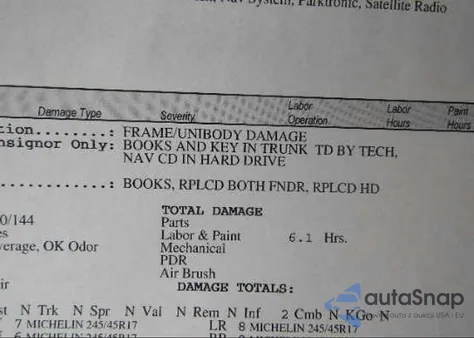 Nav System, Parktronic, Satellite Radio
Damage Type Severity Labor Operation Labor Hours Paint Hours
FRAME/UNIBODY DAMAGE
nsignor Only: BOOKS AND KEY IN TRUNK TD BY TECH,
NAV CD IN HARD DRIVE
BOOKS, RPLCD BOTH FNDR, RPLCD HD
TOTAL DAMAGE
0/144 Parts
es Labor & Paint 6.1 Hrs.
verage, OK Odor Mechanical
PDR
ir Air Brush
DAMAGE TOTALS:
st N Trk N Spr N Val N Rem N Inf 2 Cmb N KGo N
7 MICHELIN 245/45R17 LR 8 MICHELIN 245/45R17
autaSnap